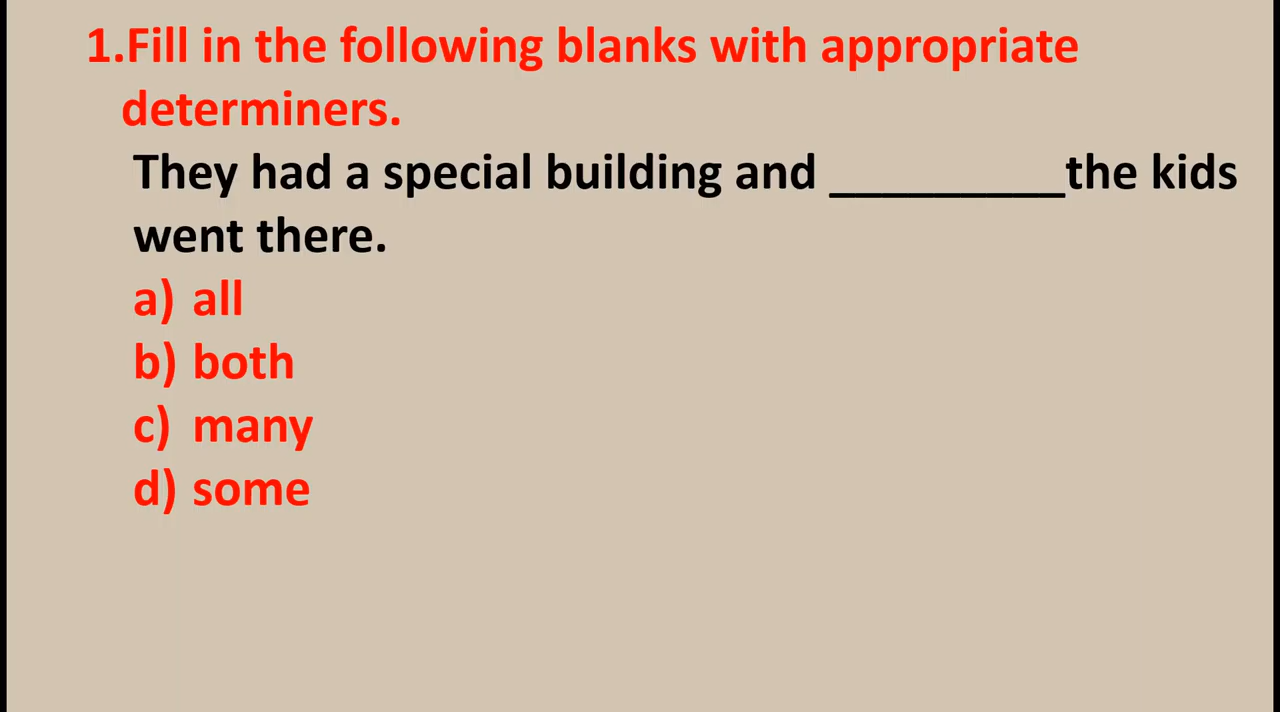 1.Fill in the following blanks with appropriate
determiners.
They had a special building and _________the kids
went there.
a) all
b) both
c) many
d) some